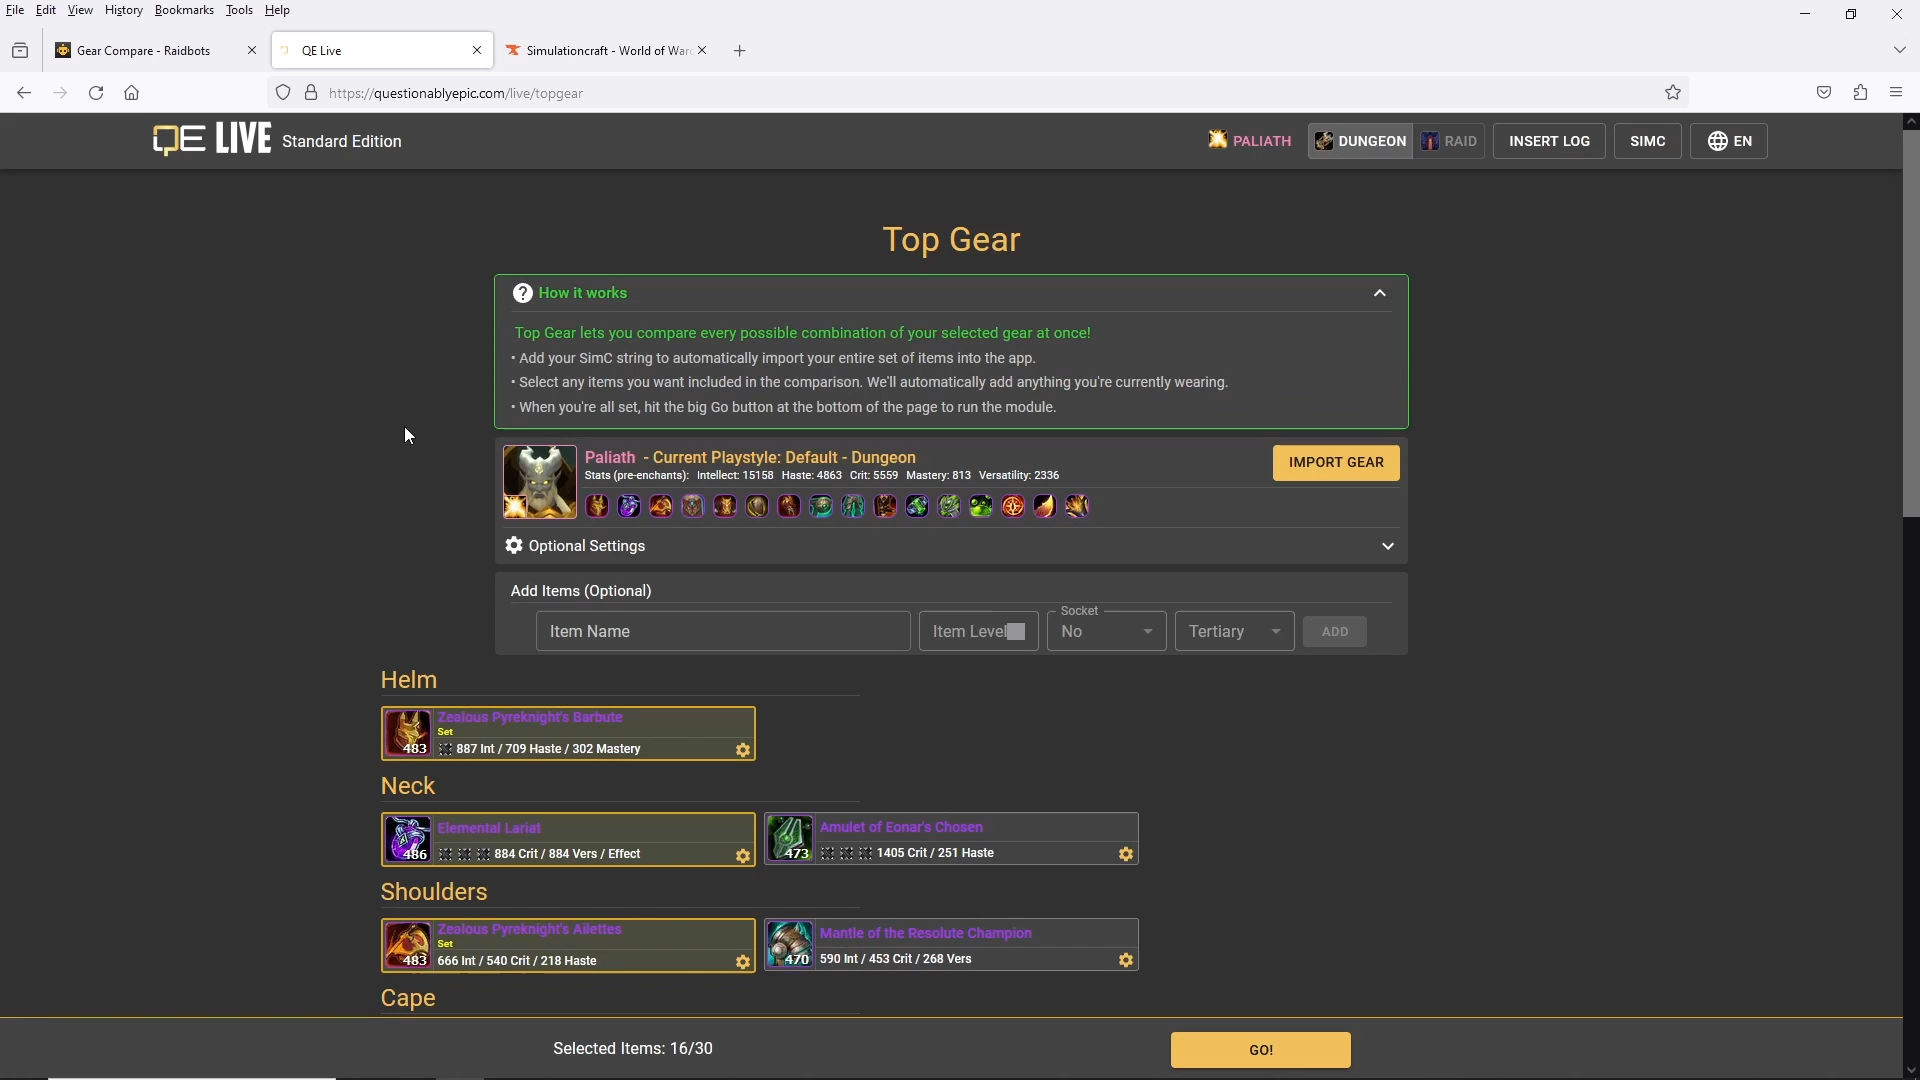 File Edit View History Bookmarks Tools Help
Gear Compare - Raidbots
QE Live
Simulationcraft - World of Warc
https://questionablyepic.com/live/topgear
QE LIVE Standard Edition
PALIATH
DUNGEON
RAID
INSERT LOG
SIMC
EN
Top Gear
? How it works
Top Gear lets you compare every possible combination of your selected gear at once!
• Add your SimC string to automatically import your entire set of items into the app.
• Select any items you want included in the comparison. We'll automatically add anything you're currently wearing.
• When you're all set, hit the big Go button at the bottom of the page to run the module.
Paliath - Current Playstyle: Default - Dungeon
Stats (pre-enchants): Intellect: 15158 Haste: 4863 Crit: 5559 Mastery: 813 Versatility: 2336
IMPORT GEAR
Optional Settings
Add Items (Optional)
Item Name
Item Level
Socket
No
Tertiary
ADD
Helm
Zealous Pyreknight's Barbute
Set
483
887 Int / 709 Haste / 302 Mastery
Neck
Elemental Lariat
486
884 Crit / 884 Vers / Effect
Amulet of Eonar's Chosen
473
1405 Crit / 251 Haste
Shoulders
Zealous Pyreknight's Ailettes
Set
483
666 Int / 540 Crit / 218 Haste
Mantle of the Resolute Champion
470
590 Int / 453 Crit / 268 Vers
Cape
Selected Items: 16/30
GO!